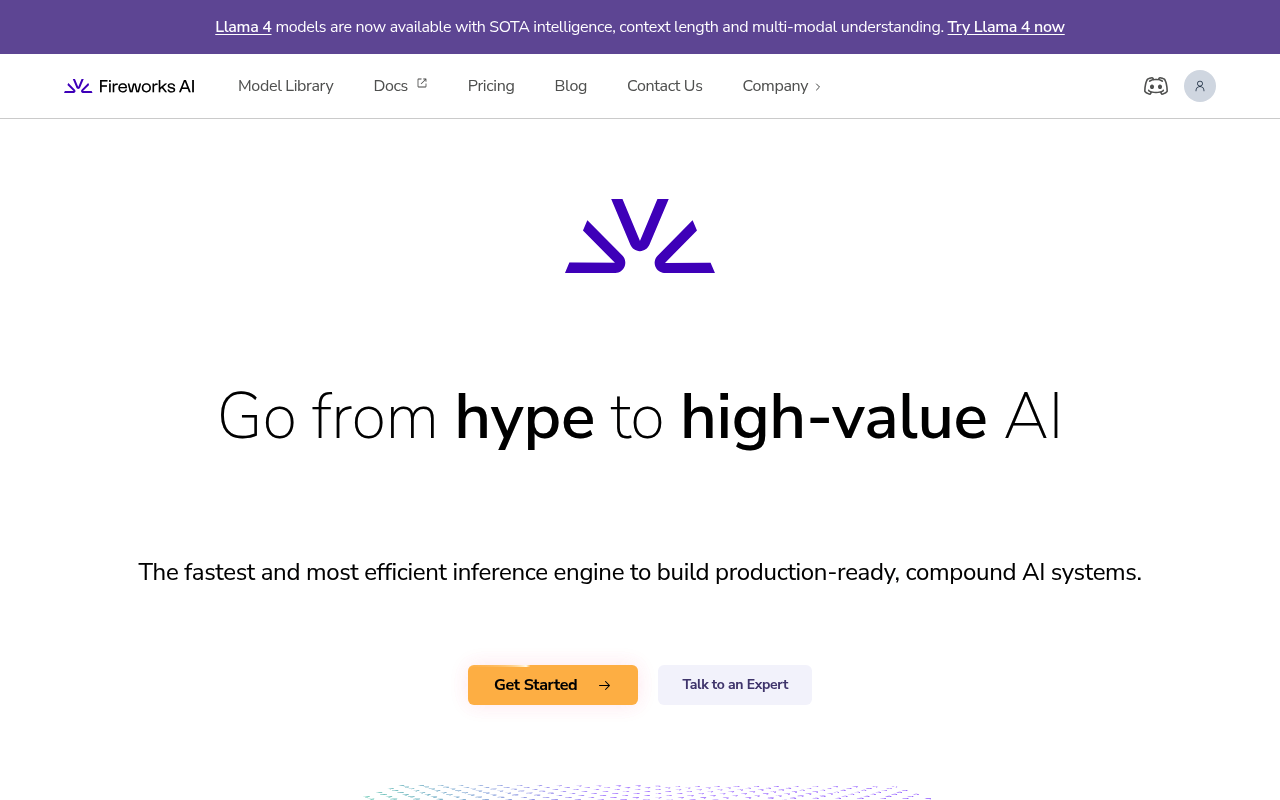 Llama 4 models are now available with SOTA intelligence, context length and multi-modal understanding. Try Llama 4 now
Fireworks AI Model Library Docs Pricing Blog Contact Us Company
Go from hype to high-value AI
The fastest and most efficient inference engine to build production-ready, compound AI systems.
Get Started Talk to an Expert